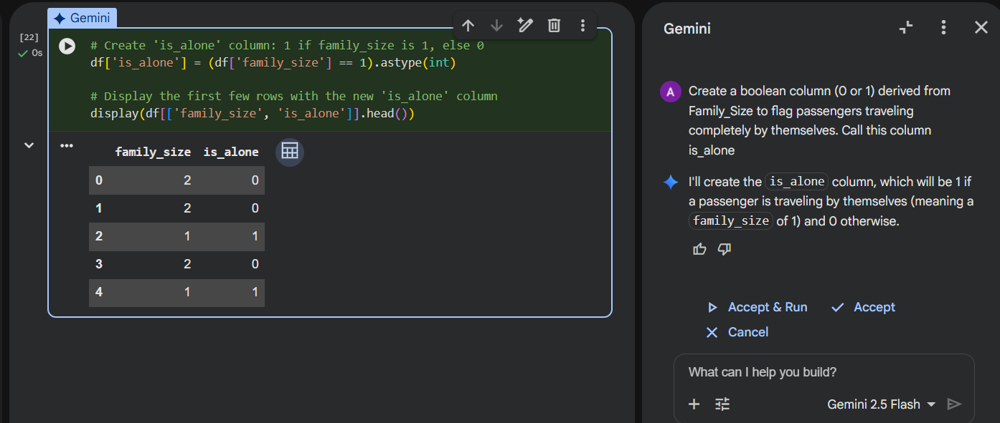 Gemini
[22]
0s
# Create 'is_alone' column: 1 if family_size is 1, else 0
df['is_alone'] = (df['family_size'] == 1).astype(int)
# Display the first few rows with the new 'is_alone' column
display(df[['family_size', 'is_alone']].head())
family_size is_alone
0 2 0
1 2 0
2 1 1
3 2 0
4 1 1
Gemini
A
Create a boolean column (0 or 1) derived from
Family_Size to flag passengers traveling
completely by themselves. Call this column
is_alone
I'll create the is_alone column, which will be 1 if
a passenger is traveling by themselves (meaning a
family_size of 1) and 0 otherwise.
Accept & Run
Accept
Cancel
What can I help you build?
Gemini 2.5 Flash